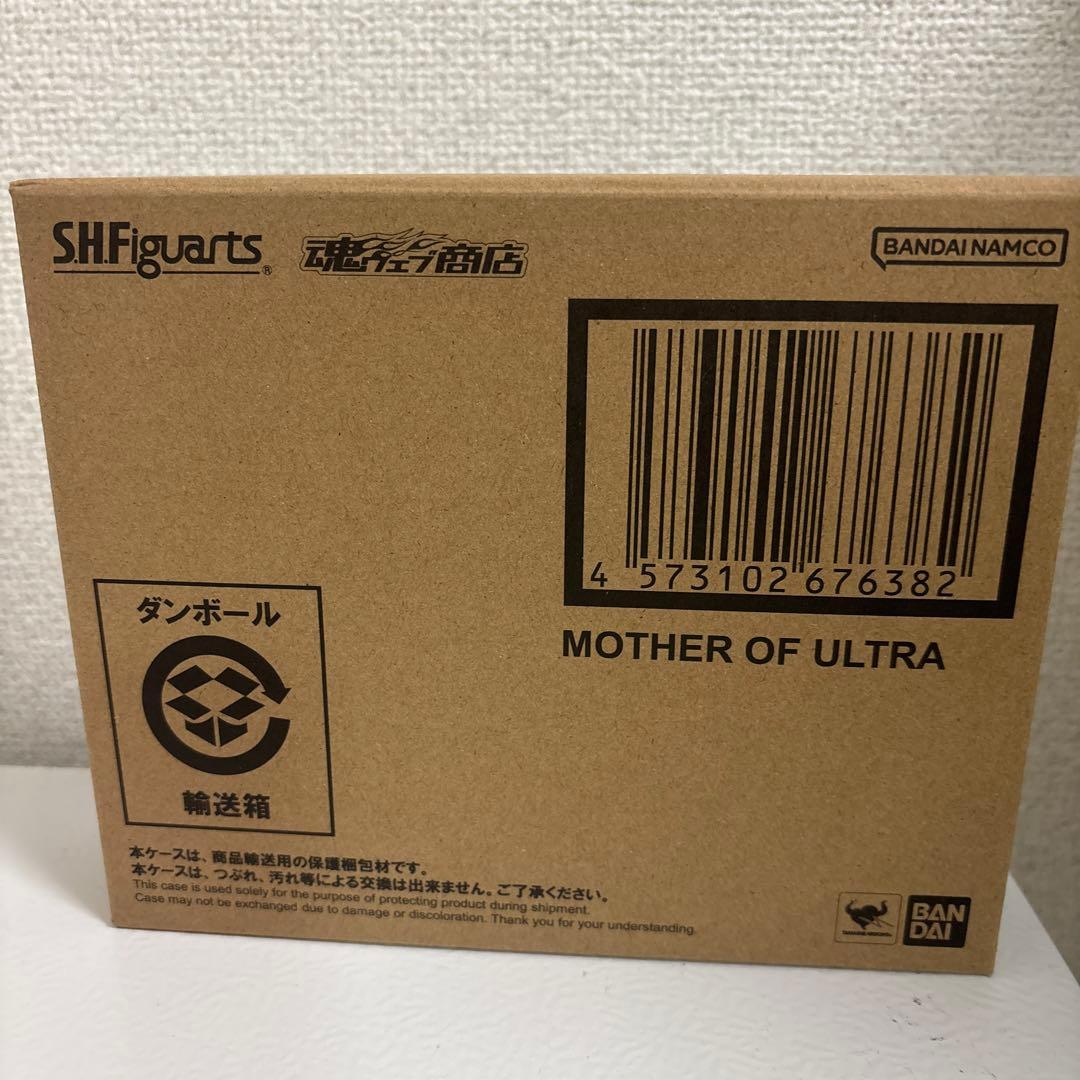 S.H.Figuarts®
魂ウェブ商店
BANDAI NAMCO
4 573102 676382
MOTHER OF ULTRA
ダンボール
輸送箱
本ケースは、商品輸送用の保護梱包材です。
本ケースは、つぶれ、汚れ等による交換は出来ません。ご了承ください。
This case is used solely for the purpose of protecting product during shipment.
Case may not be exchanged due to damage or discoloration. Thank you for your understanding.
TAMASHII NATIONS
BAN
DAI